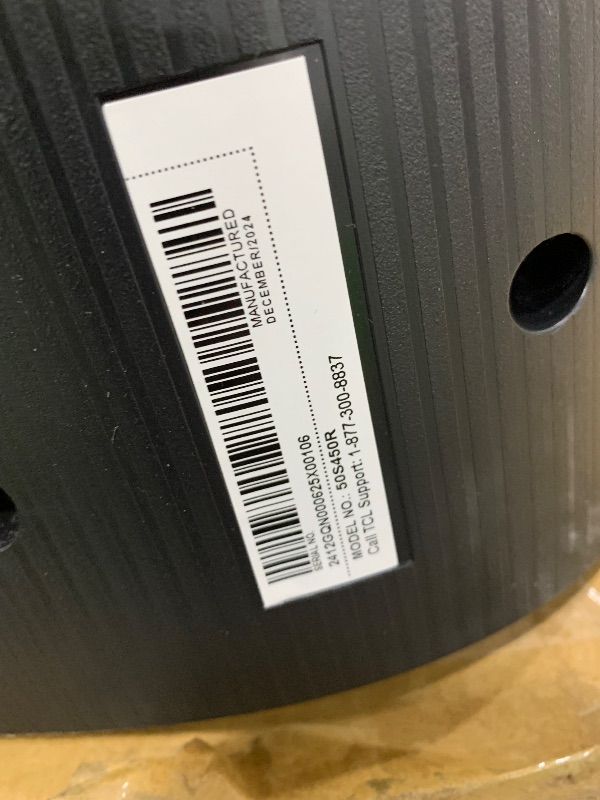 MANUFACTURED
DECEMBER/2024
SERIAL NO.
2412GQN000625X00106
MODEL NO.: 50S450R
Call TCL Support: 1-877-300-8837